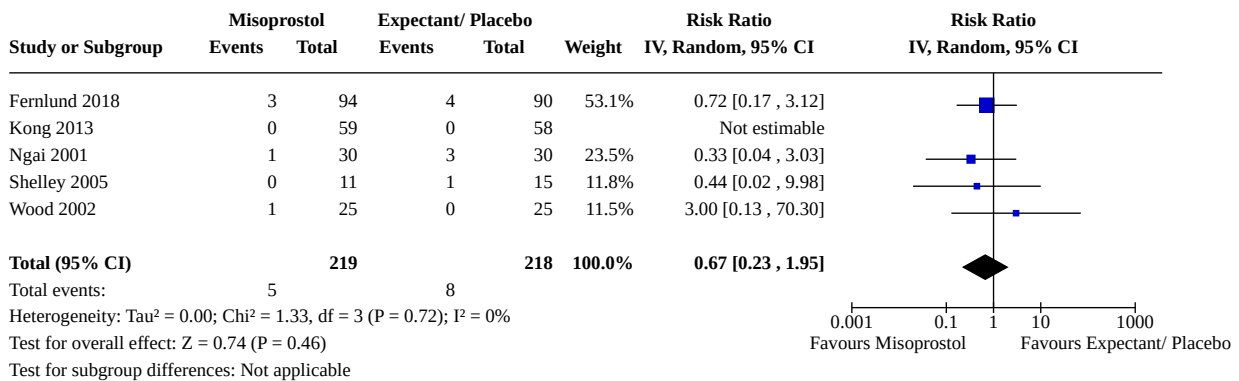 Misoprostol Expectant/ Placebo Risk Ratio Risk Ratio
Study or Subgroup Events Total Events Total Weight IV, Random, 95% CI IV, Random, 95% CI
Fernlund 2018 3 94 4 90 53.1% 0.72 [0.17 , 3.12]
Kong 2013 0 59 0 58 Not estimable
Ngai 2001 1 30 3 30 23.5% 0.33 [0.04 , 3.03]
Shelley 2005 0 11 1 15 11.8% 0.44 [0.02 , 9.98]
Wood 2002 1 25 0 25 11.5% 3.00 [0.13 , 70.30]
Total (95% CI) 219 218 100.0% 0.67 [0.23 , 1.95]
Total events: 5 8
Heterogeneity: Tau² = 0.00; Chi² = 1.33, df = 3 (P = 0.72); I² = 0%
0.001 0.1 1 10 1000
Test for overall effect: Z = 0.74 (P = 0.46)
Favours Misoprostol Favours Expectant/ Placebo
Test for subgroup differences: Not applicable